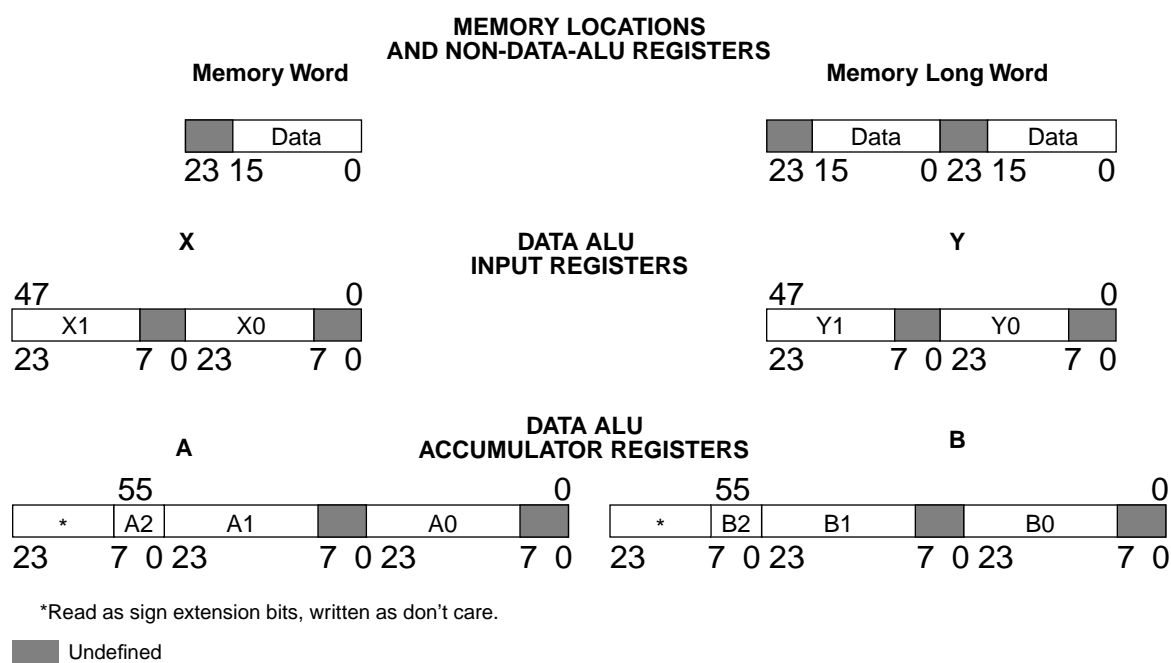 MEMORY LOCATIONS
AND NON-DATA-ALU REGISTERS
Memory Word
Memory Long Word
Data
Data
Data
23 15 0
23 15 0 23 15 0
X
DATA ALU
INPUT REGISTERS
Y
47 0
47 0
X1 X0
Y1 Y0
23 7 0 23 7 0
23 7 0 23 7 0
A
DATA ALU
ACCUMULATOR REGISTERS
B
55 0
55 0
* A2 A1 A0
* B2 B1 B0
23 7 0 23 7 0 23 7 0
23 7 0 23 7 0 23 7 0
*Read as sign extension bits, written as don’t care.
Undefined